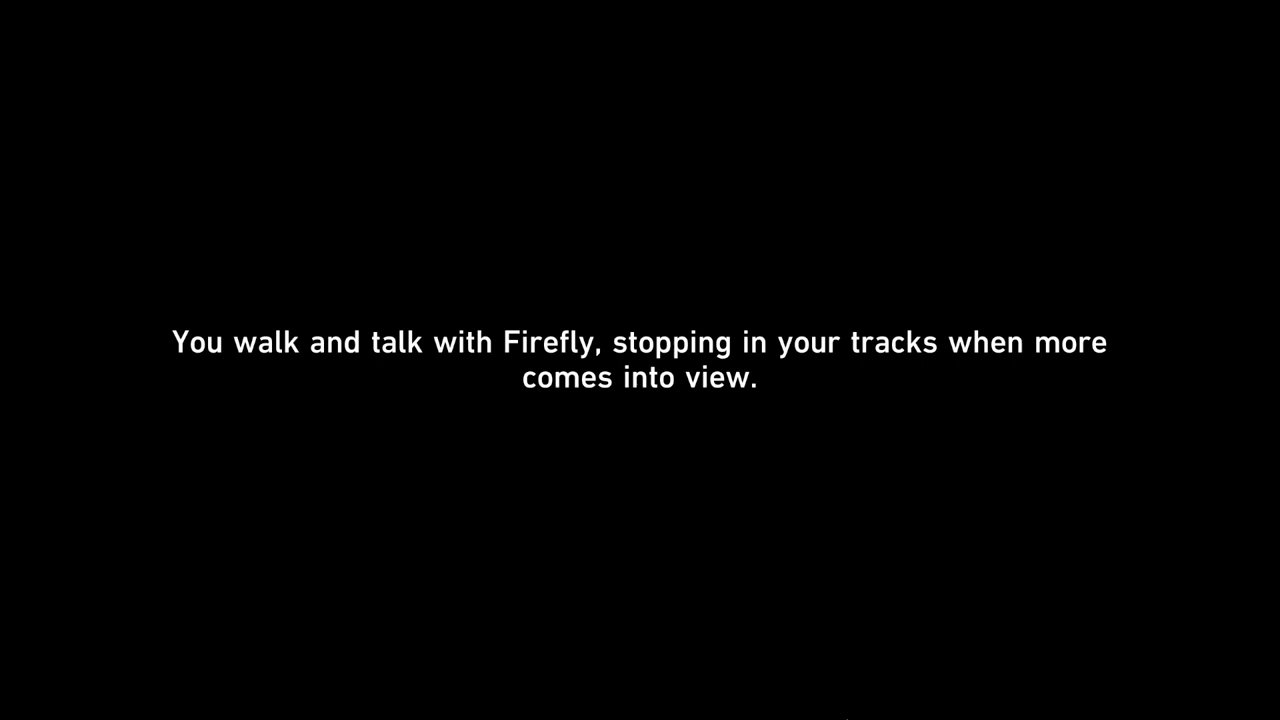 You walk and talk with Firefly, stopping in your tracks when more
comes into view.